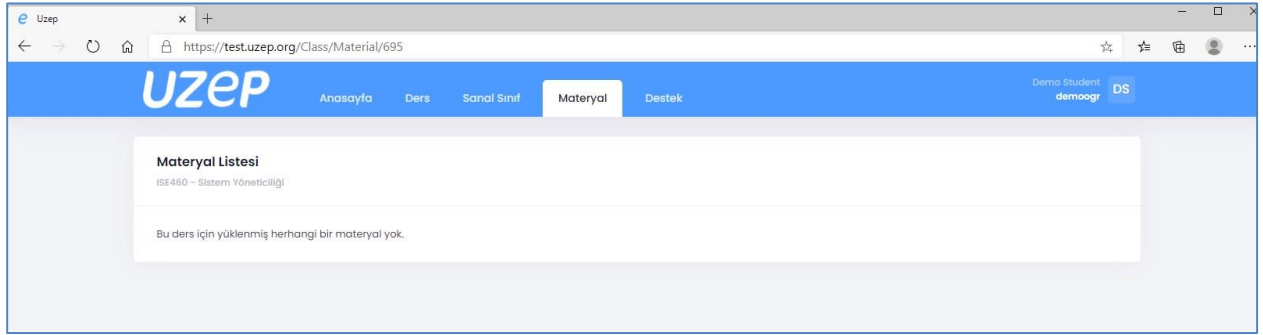 Uzep
https://test.uzep.org/Class/Material/695
uzep Anasayfa Ders Sanal Sınıf Materyal Destek Demo Student
demoogr DS
Materyal Listesi
ISE460 - Sistem Yöneticiliği
Bu ders için yüklenmiş herhangi bir materyal yok.